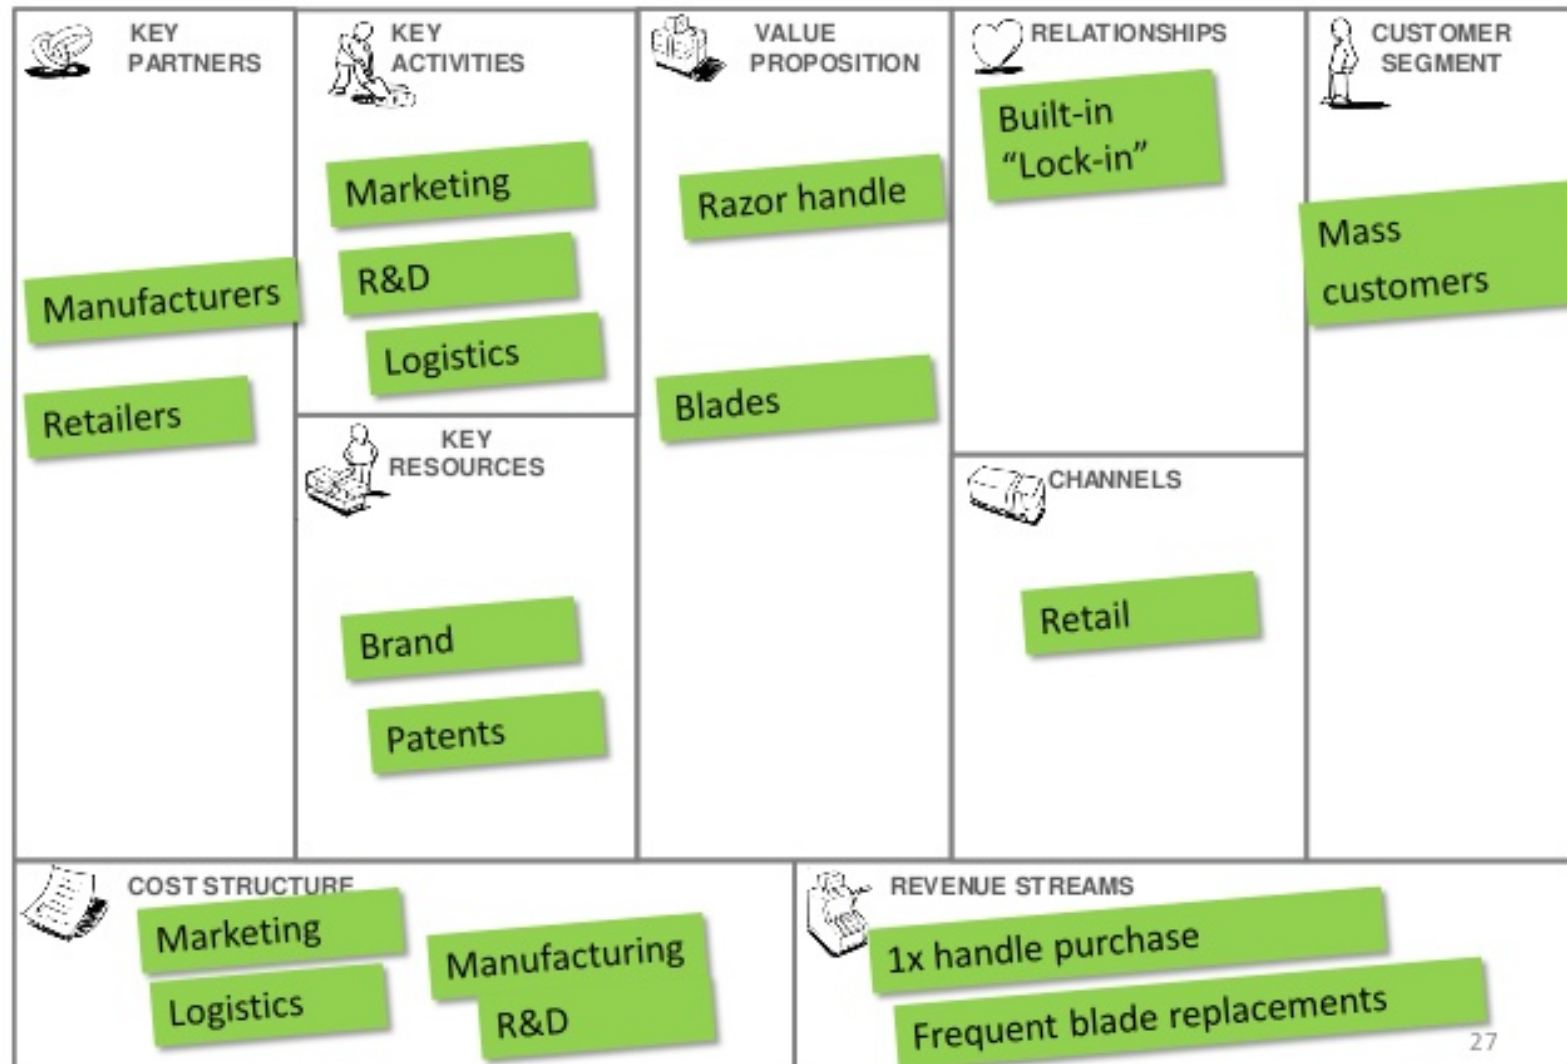 KEY
PARTNERS
Manufacturers
Retailers
KEY
ACTIVITIES
Marketing
R&D
Logistics
KEY
RESOURCES
Brand
Patents
VALUE
PROPOSITION
Razor handle
Blades
RELATIONSHIPS
Built-in
“Lock-in”
CHANNELS
Retail
CUSTOMER
SEGMENT
Mass
customers
COST STRUCTURE
Marketing
Logistics
Manufacturing
R&D
REVENUE STREAMS
1x handle purchase
Frequent blade replacements
27